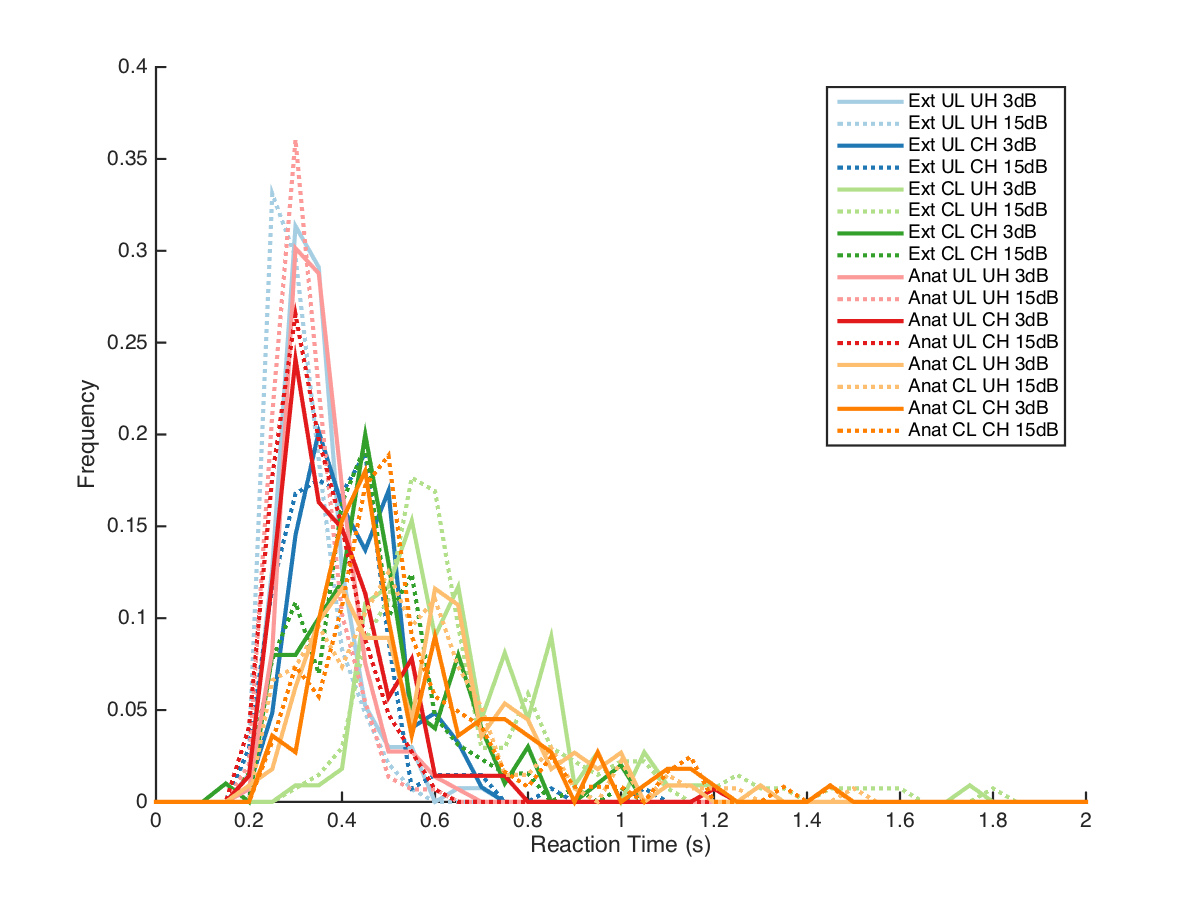 0.4
0.35
0.3
0.25
0.2
0.15
0.1
0.05
0
Frequency
0 0.2 0.4 0.6 0.8 1 1.2 1.4 1.6 1.8 2
Reaction Time (s)
Ext UL UH 3dB
Ext UL UH 15dB
Ext UL CH 3dB
Ext UL CH 15dB
Ext CL UH 3dB
Ext CL UH 15dB
Ext CL CH 3dB
Ext CL CH 15dB
Anat UL UH 3dB
Anat UL UH 15dB
Anat UL CH 3dB
Anat UL CH 15dB
Anat CL UH 3dB
Anat CL UH 15dB
Anat CL CH 3dB
Anat CL CH 15dB